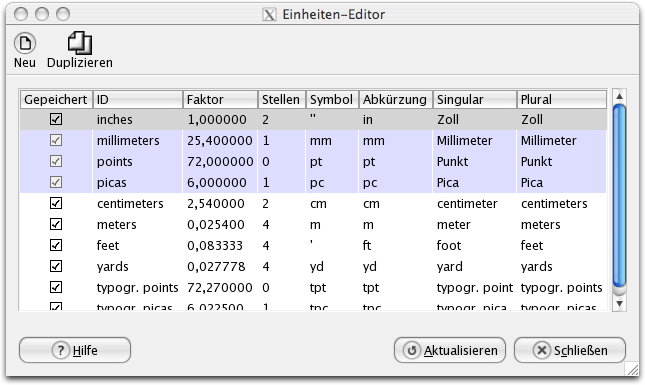 Einheiten-Editor
Neu Duplizieren
Gepeichert ID Faktor Stellen Symbol Abkürzung Singular Plural
inches 1,000000 2 " in Zoll Zoll
millimeters 25,400000 1 mm mm Millimeter Millimeter
points 72,000000 0 pt pt Punkt Punkt
picas 6,000000 1 pc pc Pica Pica
centimeters 2,540000 2 cm cm centimeter centimeters
meters 0,025400 4 m m meter meters
feet 0,083333 4 ' ft foot feet
yards 0,027778 4 yd yd yard yards
typogr. points 72,270000 0 tpt tpt typogr. point typogr. points
typogr. picas 6,022500 1 tpc tpc typogr. pica typogr. picas
Hilfe Aktualisieren Schließen